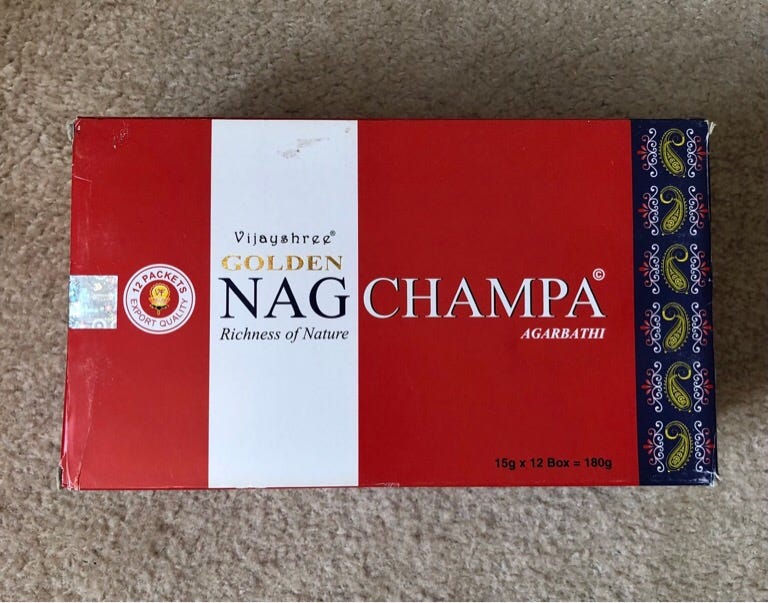 12 PACKETS
EXPORT QUALITY
Vijayshree®
GOLDEN
NAG CHAMPA©
Richness of Nature
AGARBATHI
15g x 12 Box = 180g